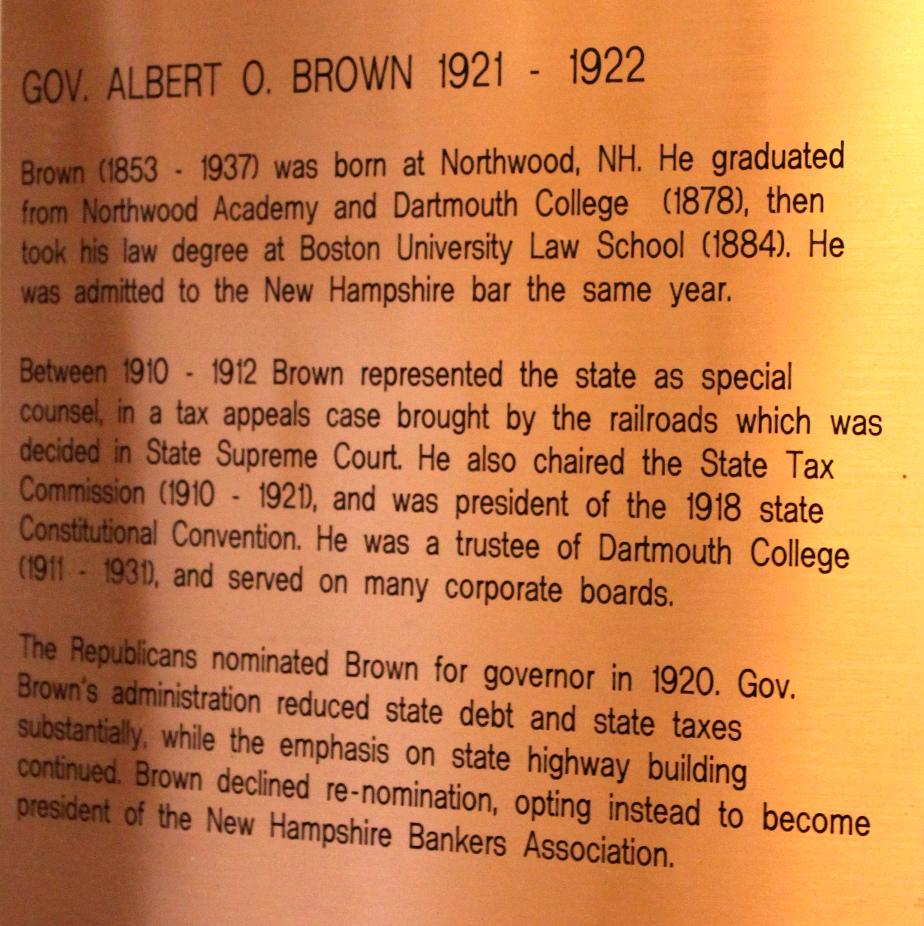 GOV. ALBERT O. BROWN 1921 - 1922
Brown (1853 - 1937) was born at Northwood, NH. He graduated
from Northwood Academy and Dartmouth College (1878), then
took his law degree at Boston University Law School (1884). He
was admitted to the New Hampshire bar the same year.
Between 1910 - 1912 Brown represented the state as special
counsel, in a tax appeals case brought by the railroads which was
decided in State Supreme Court. He also chaired the State Tax
Commission (1910 - 1921), and was president of the 1918 state
Constitutional Convention. He was a trustee of Dartmouth College
(1911 - 1931), and served on many corporate boards.
The Republicans nominated Brown for governor in 1920. Gov.
Brown's administration reduced state debt and state taxes
substantially, while the emphasis on state highway building
continued. Brown declined re-nomination, opting instead to become
president of the New Hampshire Bankers Association.